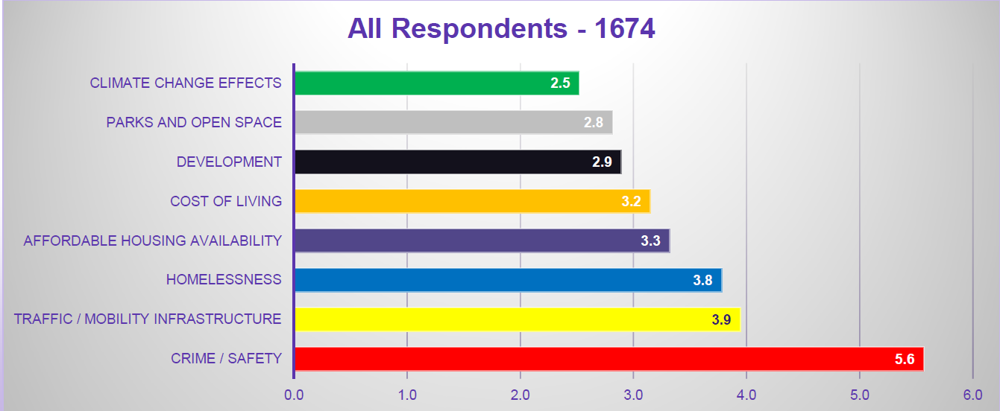 All Respondents - 1674
CLIMATE CHANGE EFFECTS 2.5
PARKS AND OPEN SPACE 2.8
DEVELOPMENT 2.9
COST OF LIVING 3.2
AFFORDABLE HOUSING AVAILABILITY 3.3
HOMELESSNESS 3.8
TRAFFIC / MOBILITY INFRASTRUCTURE 3.9
CRIME / SAFETY 5.6
0.0 1.0 2.0 3.0 4.0 5.0 6.0